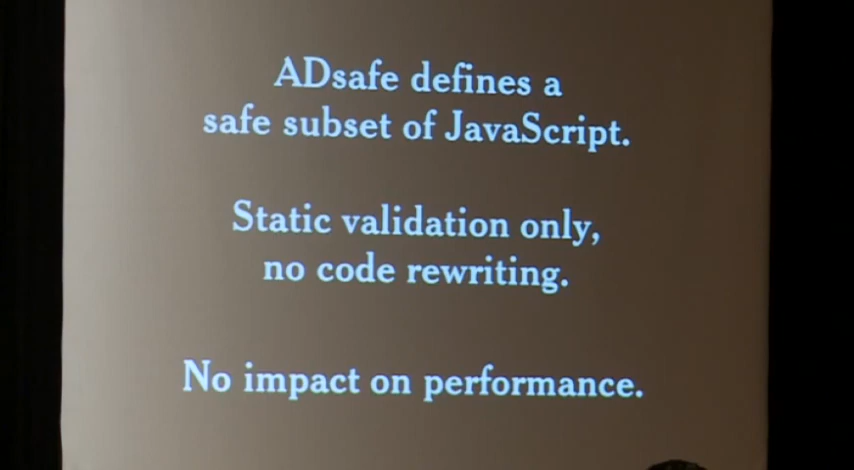 ADsafe defines a
safe subset of JavaScript.
Static validation only,
no code rewriting.
No impact on performance.